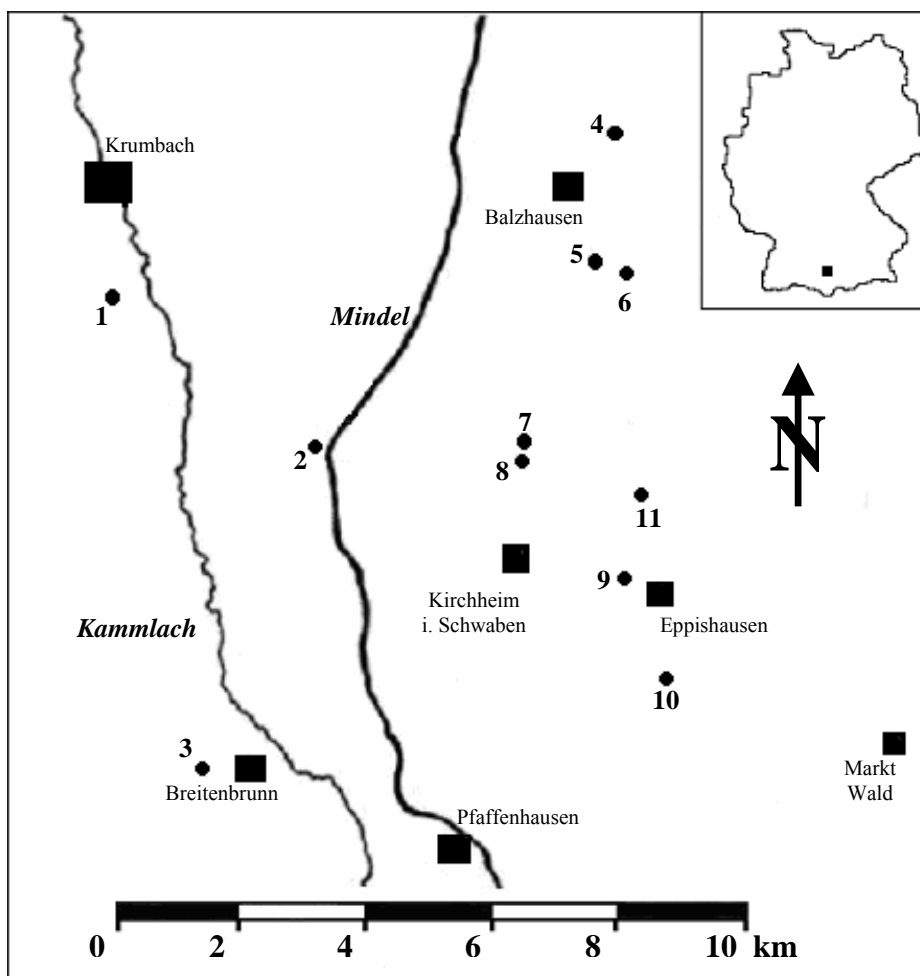 4
Krumbach
Balzhausen
5
6
1
Mindel
7
2
8
N
11
9
Kirchheim
i. Schwaben
Kammlach
Eppishausen
10
3
Breitenbrunn
Markt
Wald
Pfaffenhausen
0 2 4 6 8 10 km